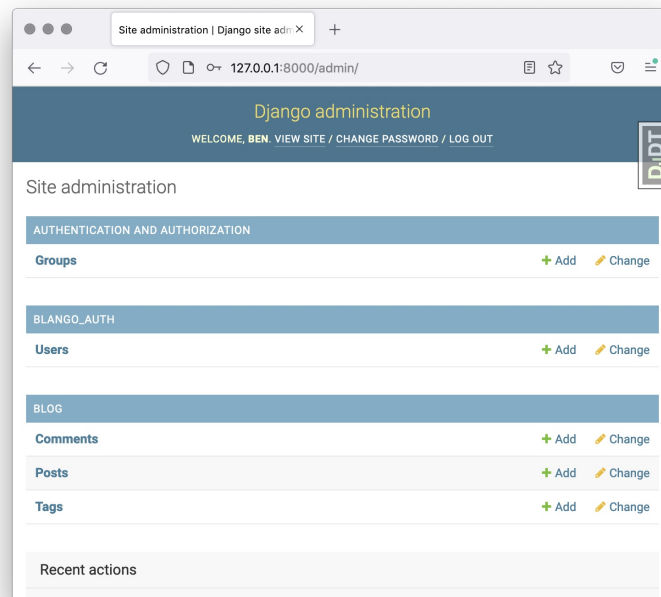 Site administration | Django site adm
127.0.0.1:8000/admin/
Django administration
WELCOME, BEN. VIEW SITE / CHANGE PASSWORD / LOG OUT
DjDT
Site administration
AUTHENTICATION AND AUTHORIZATION
Groups Add Change
BLANGO_AUTH
Users Add Change
BLOG
Comments Add Change
Posts Add Change
Tags Add Change
Recent actions